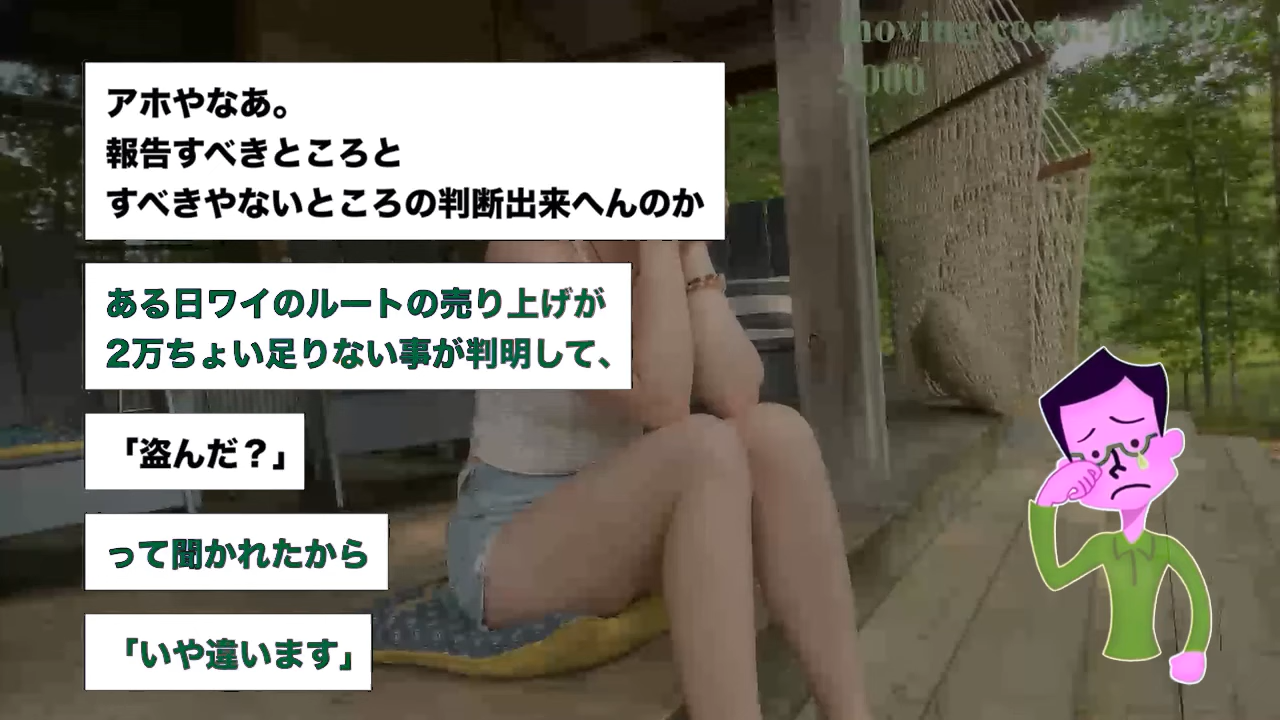 moving costs:
000
アホやなあ。
報告すべきところと
すべきやないところの判断出来へんのか
ある日ワイのルートの売り上げが
2万ちょい足りない事が判明して、
「盗んだ？」
って聞かれたから
「いや違います」